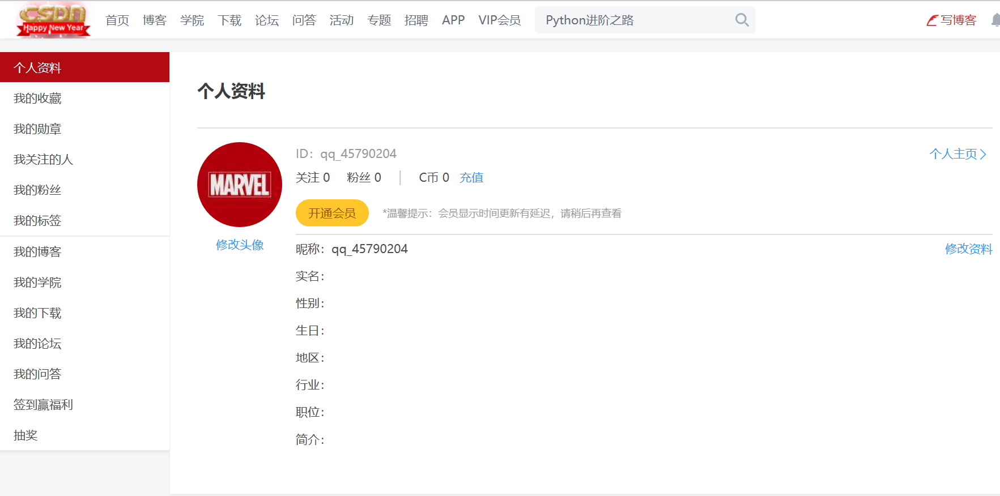 CSDN
Happy New Year
首页 博客 学院 下载 论坛 问答 活动 专题 招聘 APP VIP会员 Python进阶之路 写博客
个人资料
我的收藏
我的勋章
我关注的人
我的粉丝
我的标签
我的博客
我的学院
我的下载
我的论坛
我的问答
签到赢福利
抽奖
个人资料
MARVEL
修改头像
ID：qq_45790204 个人主页
关注 0 粉丝 0 | C币 0 充值
开通会员 *温馨提示：会员显示时间更新有延迟，请稍后再查看
昵称：qq_45790204 修改资料
实名：
性别：
生日：
地区：
行业：
职位：
简介：